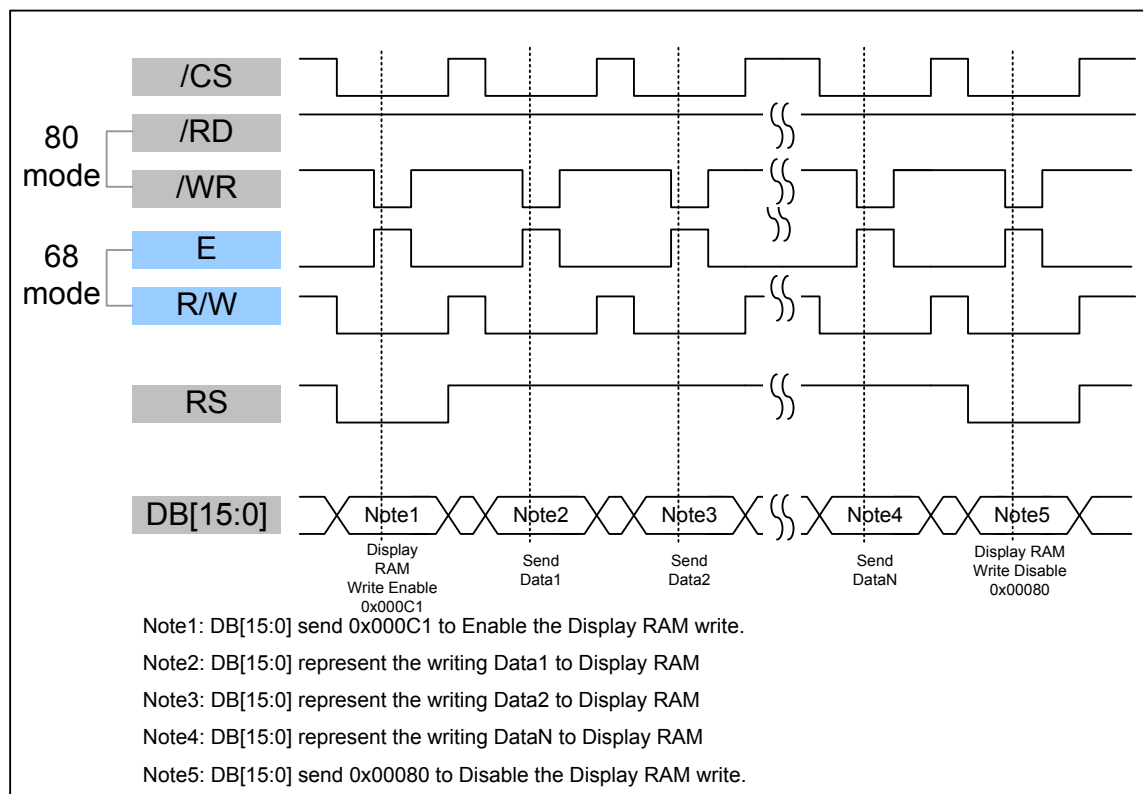 /CS
80
mode
/RD
/WR
68
mode
E
R/W
RS
DB[15:0]
Note1
Note2
Note3
Note4
Note5
Display
RAM
Write Enable
0x000C1
Send
Data1
Send
Data2
Send
DataN
Display RAM
Write Disable
0x00080
Note1: DB[15:0] send 0x000C1 to Enable the Display RAM write.
Note2: DB[15:0] represent the writing Data1 to Display RAM
Note3: DB[15:0] represent the writing Data2 to Display RAM
Note4: DB[15:0] represent the writing DataN to Display RAM
Note5: DB[15:0] send 0x00080 to Disable the Display RAM write.